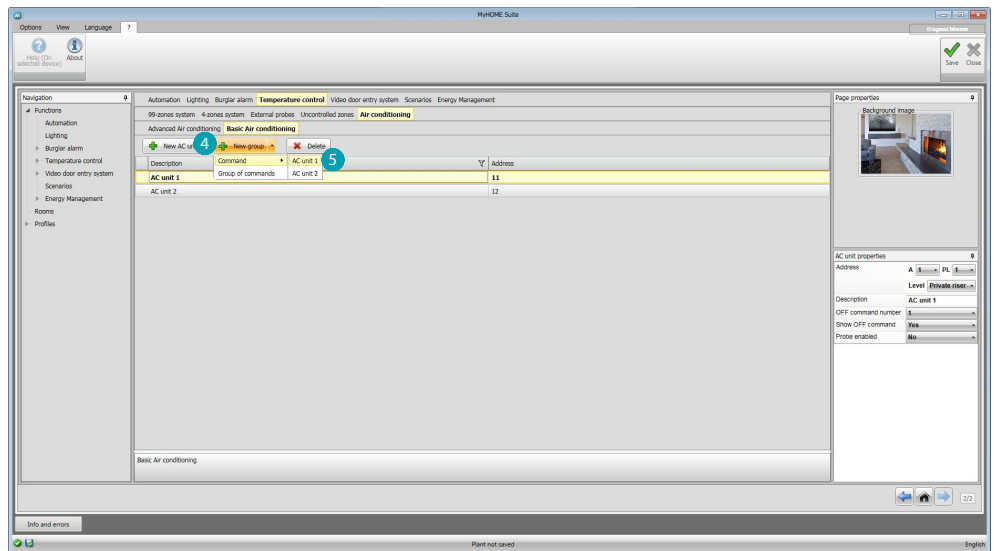 MyHOME Suite
Options View Language ?
Help (On selected device)
About
Save Close
Navigation
Functions
Automation
Lighting
Burglar alarm
Temperature control
Video door entry system
Scenarios
Energy Management
Rooms
Profiles
Automation Lighting Burglar alarm Temperature control Video door entry system Scenarios Energy Management
99-zones system 4-zones system External probes Uncontrolled zones Air conditioning
Advanced Air conditioning Basic Air conditioning
New AC 4 New group Delete
Description Address
Command AC unit 1 5
Group of commands AC unit 2
AC unit 1 11
AC unit 2 12
Basic Air conditioning
Page properties
Background image
AC unit properties
Address A 1 PL 1
Level Private riser
Description AC unit 1
OFF command number 1
Show OFF command Yes
Probe enabled No
2/2
Info and errors
Plant not saved
English